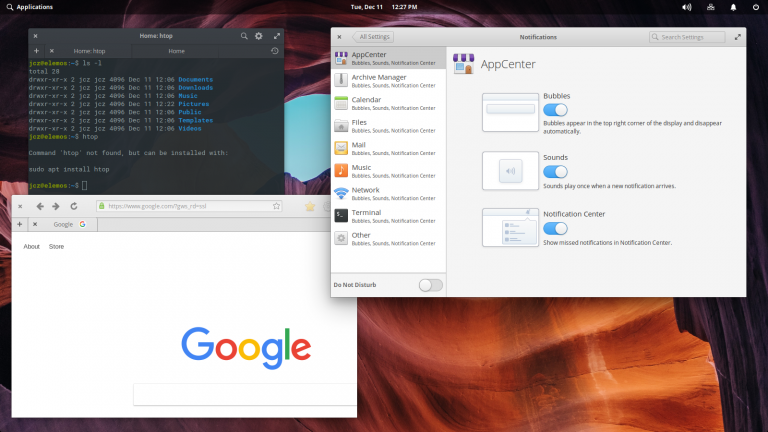 Applications
Tue, Dec 11 12:27 PM
Home: htop
Home: htop
Home
jcz@elemos:~$ ls -l
total 28
drwxr-xr-x 2 jcz jcz 4096 Dec 11 12:06 Documents
drwxr-xr-x 2 jcz jcz 4096 Dec 11 12:06 Downloads
drwxr-xr-x 2 jcz jcz 4096 Dec 11 12:06 Music
drwxr-xr-x 2 jcz jcz 4096 Dec 11 12:22 Pictures
drwxr-xr-x 2 jcz jcz 4096 Dec 11 12:06 Public
drwxr-xr-x 2 jcz jcz 4096 Dec 11 12:06 Templates
drwxr-xr-x 2 jcz jcz 4096 Dec 11 12:06 Videos
jcz@elemos:~$ htop
Command 'htop' not found, but can be installed with:
sudo apt install htop
jcz@elemos:~$
https://www.google.com/?gws_rd=ssl
Google
About Store
Google
All Settings
Notifications
Search Settings
AppCenter
Bubbles, Sounds, Notification Center
Archive Manager
Bubbles, Sounds, Notification Center
Calendar
Bubbles, Sounds, Notification Center
Files
Bubbles, Sounds, Notification Center
Mail
Bubbles, Sounds, Notification Center
Music
Bubbles, Sounds, Notification Center
Network
Bubbles, Sounds, Notification Center
Terminal
Bubbles, Sounds, Notification Center
Other
Bubbles, Sounds, Notification Center
Do Not Disturb
AppCenter
Bubbles
Bubbles appear in the top right corner of the display and disappear
automatically.
Sounds
Sounds play once when a new notification arrives.
Notification Center
Show missed notifications in Notification Center.